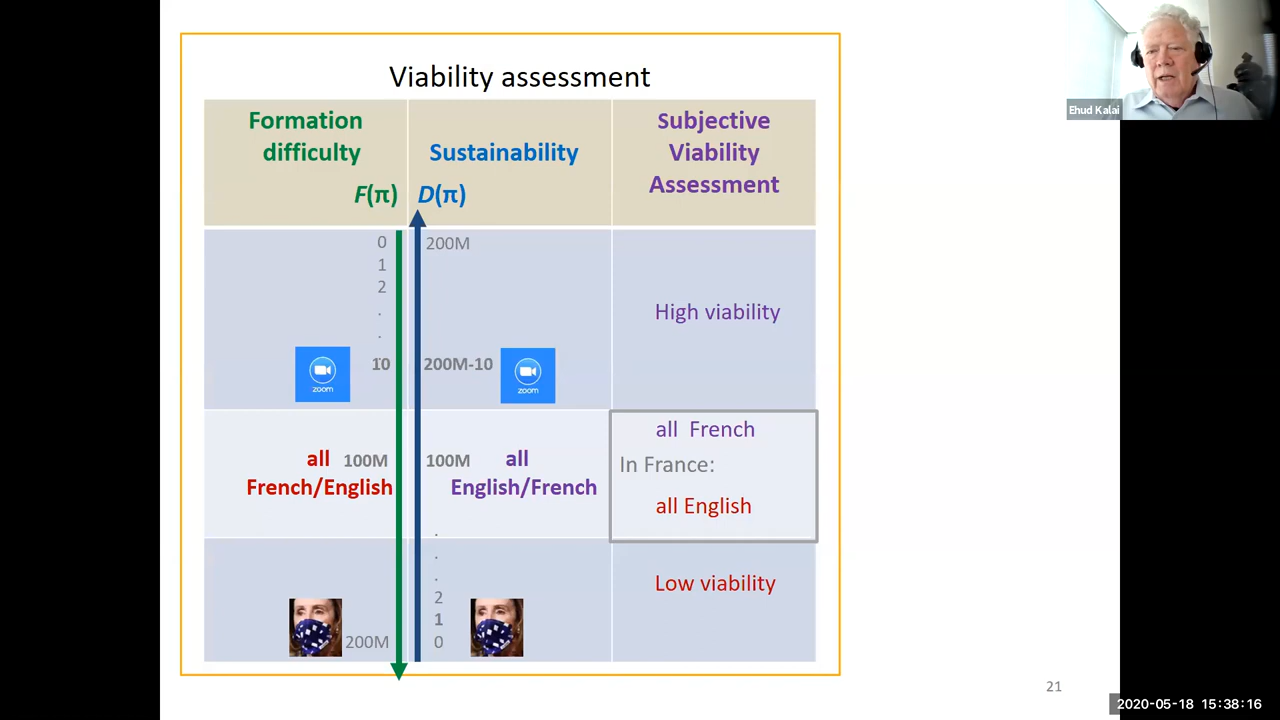 Viability assessment
Formation
difficulty
F(π)
Sustainability
D(π)
Subjective
Viability
Assessment
0
1
2
.
.
.
10
zoom
200M
200M-10
zoom
High viability
all
French/English
100M
100M
all
English/French
all French
In France:
all English
.
.
.
2
1
0
200M
Low viability
21
Ehud Kalai
2020-05-18 15:38:16